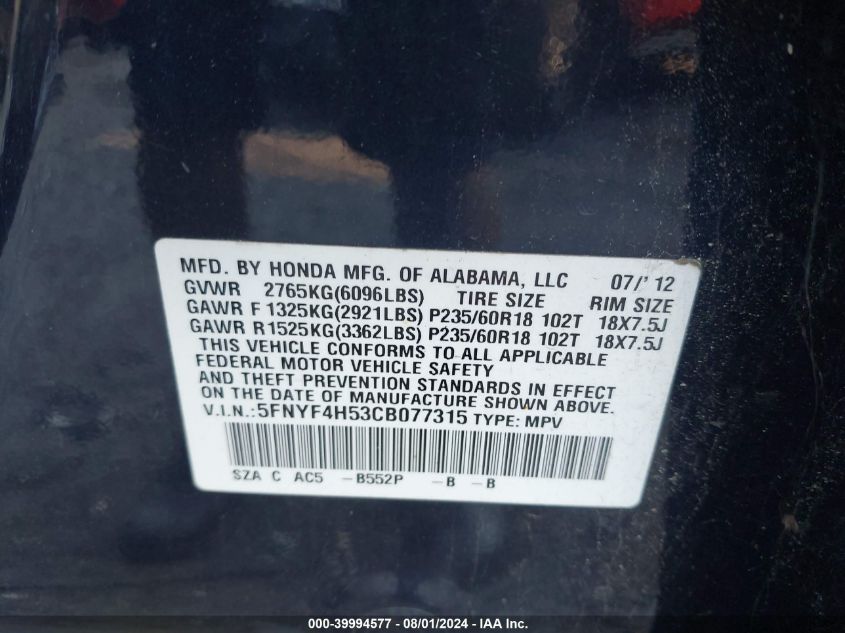 MFD. BY HONDA MFG. OF ALABAMA, LLC 07/' 12
GVWR 2765KG(6096LBS) TIRE SIZE RIM SIZE
GAWR F 1325KG(2921LBS) P235/60R18 102T 18X7.5J
GAWR R1525KG(3362LBS) P235/60R18 102T 18X7.5J
THIS VEHICLE CONFORMS TO ALL APPLICABLE
FEDERAL MOTOR VEHICLE SAFETY
AND THEFT PREVENTION STANDARDS IN EFFECT
ON THE DATE OF MANUFACTURE SHOWN ABOVE.
V.I.N.:5FNYF4H53CB077315 TYPE: MPV
SZA C AC5 -B552P -B -B
000-39994577 - 08/01/2024 - IAA Inc.